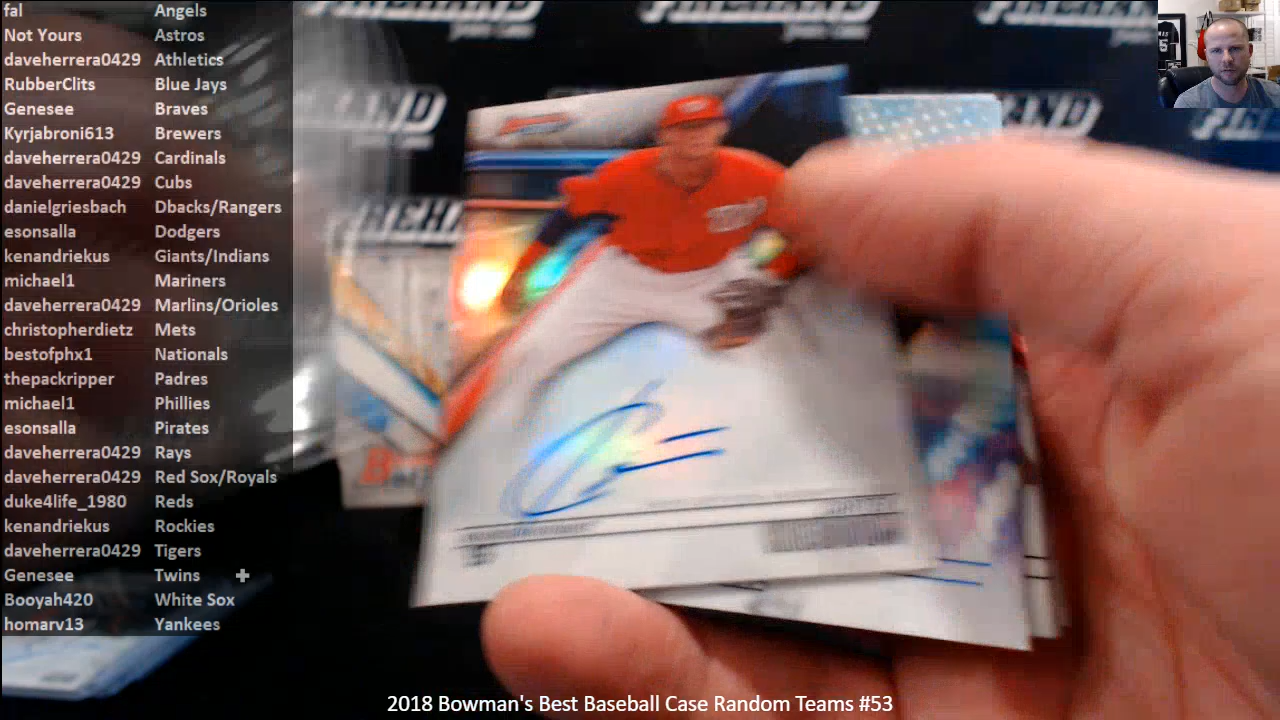 fal Angels
Not Yours Astros
daveherrera0429 Athletics
RubberClits Blue Jays
Genesee Braves
Kyrjabroni613 Brewers
daveherrera0429 Cardinals
daveherrera0429 Cubs
danielgriesbach Dbacks/Rangers
esonsalla Dodgers
kenandriekus Giants/Indians
michael1 Mariners
daveherrera0429 Marlins/Orioles
christopherdietz Mets
bestofphx1 Nationals
thepackripper Padres
michael1 Phillies
esonsalla Pirates
daveherrera0429 Rays
daveherrera0429 Red Sox/Royals
duke4life_1980 Reds
kenandriekus Rockies
daveherrera0429 Tigers
Genesee Twins
Booyah420 White Sox
homarv13 Yankees
2018 Bowman's Best Baseball Case Random Teams #53